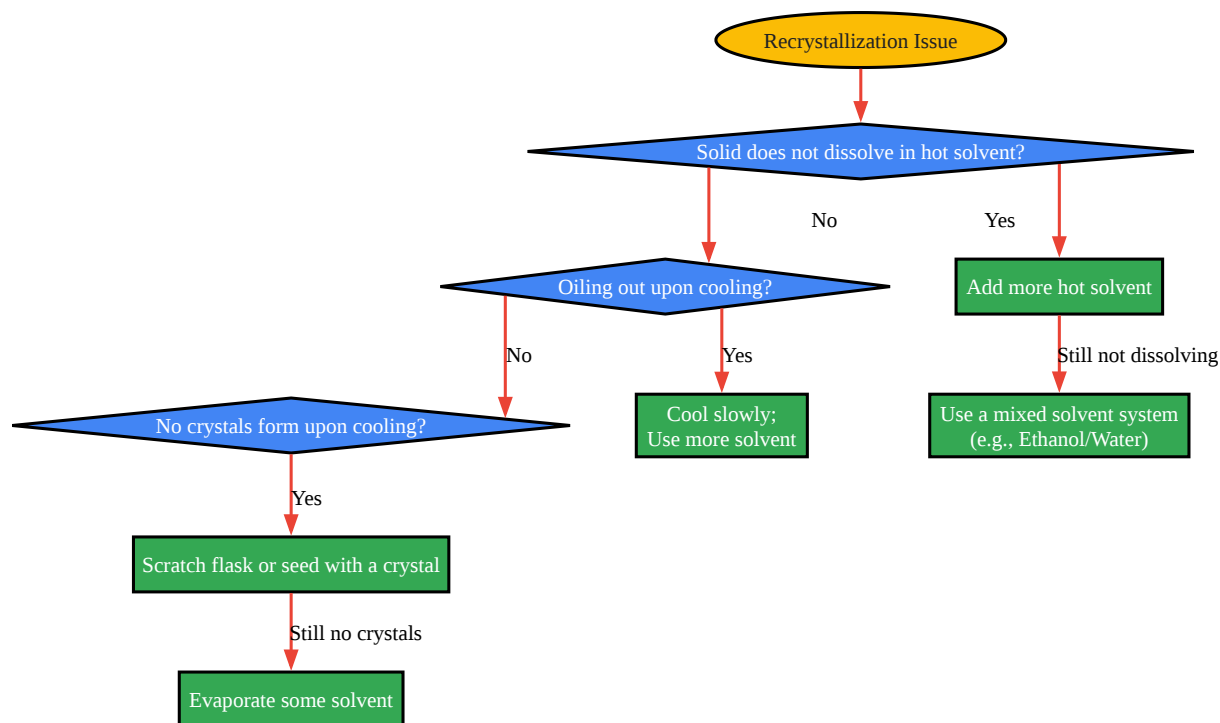 Recrystallization Issue
Solid does not dissolve in hot solvent?
No
Yes
Oiling out upon cooling?
Add more hot solvent
No
Yes
Still not dissolving
No crystals form upon cooling?
Cool slowly;
Use more solvent
Use a mixed solvent system
(e.g., Ethanol/Water)
Yes
Scratch flask or seed with a crystal
Still no crystals
Evaporate some solvent